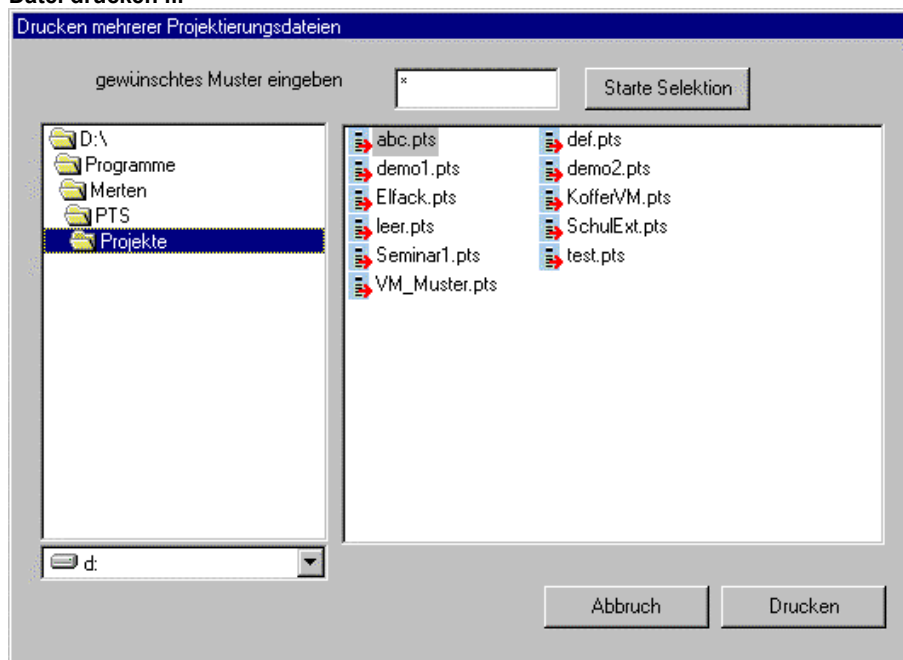 Datei drucken ...
Drucken mehrerer Projektierungsdateien
gewünschtes Muster eingeben * Starte Selektion
D:\
Programme
Merten
PTS
Projekte
abc.pts def.pts
demo1.pts demo2.pts
Elfack.pts KofferVM.pts
leer.pts SchulExt.pts
Seminar1.pts test.pts
VM_Muster.pts
d:
Abbruch Drucken